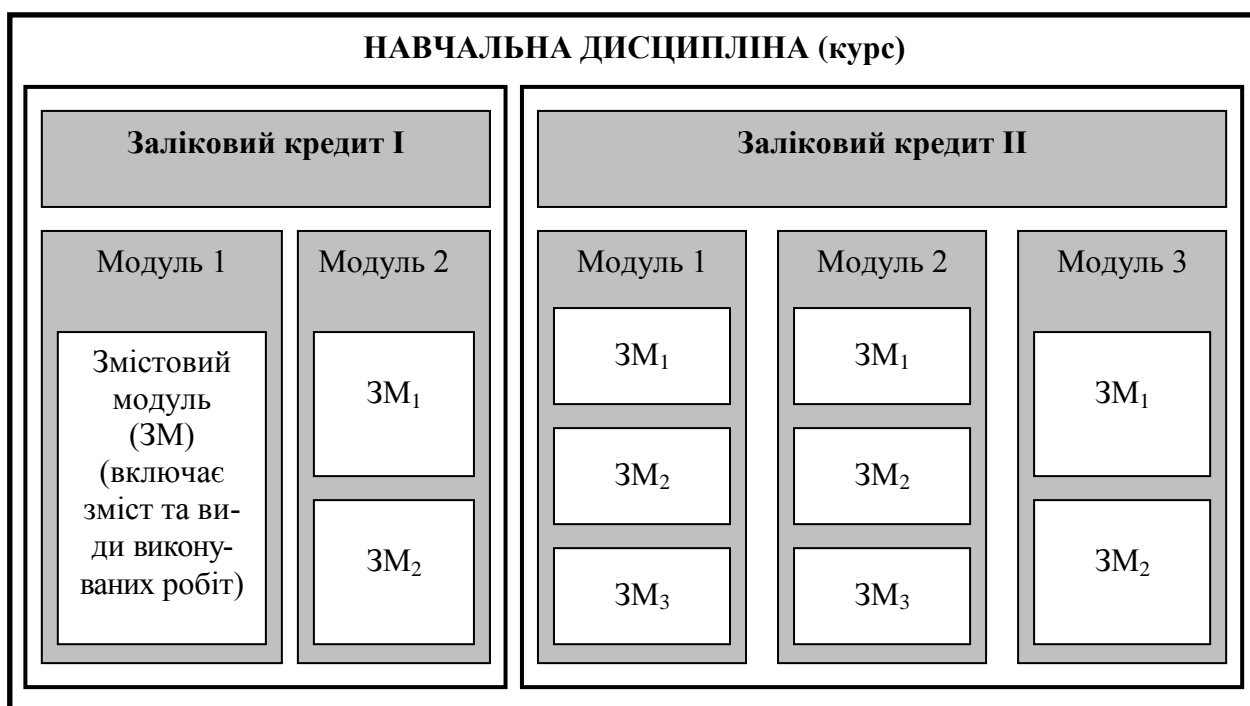 НАВЧАЛЬНА ДИСЦИПЛІНА (курс)
Заліковий кредит І
Заліковий кредит ІІ
Модуль 1
Змістовий
модуль
(ЗМ)
(включає
зміст та ви-
ди викону-
ваних робіт)
Модуль 2
ЗМ₁
ЗМ₂
Модуль 1
ЗМ₁
ЗМ₂
ЗМ₃
Модуль 2
ЗМ₁
ЗМ₂
ЗМ₃
Модуль 3
ЗМ₁
ЗМ₂